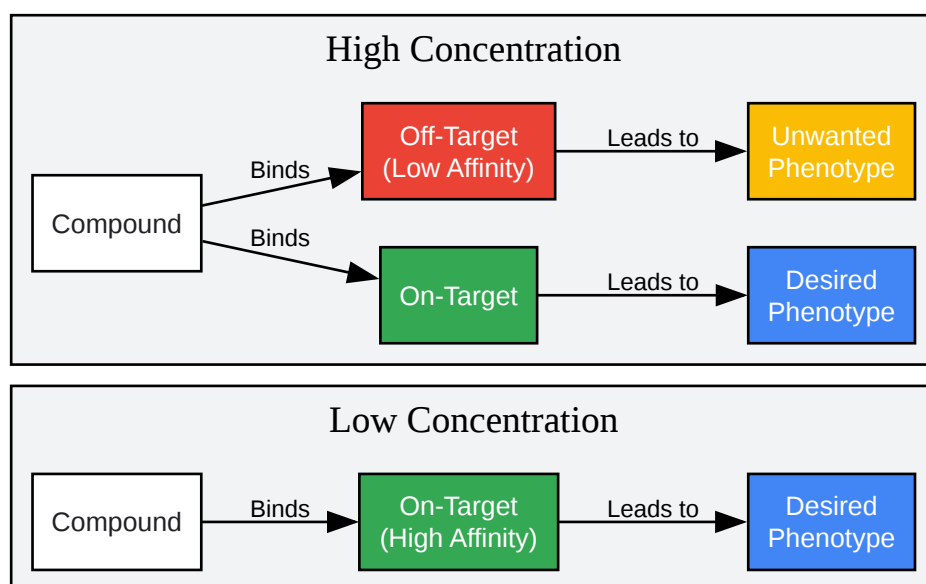 High Concentration
Off-Target
(Low Affinity)
Leads to
Unwanted
Phenotype
Binds
Compound
Binds
On-Target
Leads to
Desired
Phenotype
Low Concentration
Compound
Binds
On-Target
(High Affinity)
Leads to
Desired
Phenotype